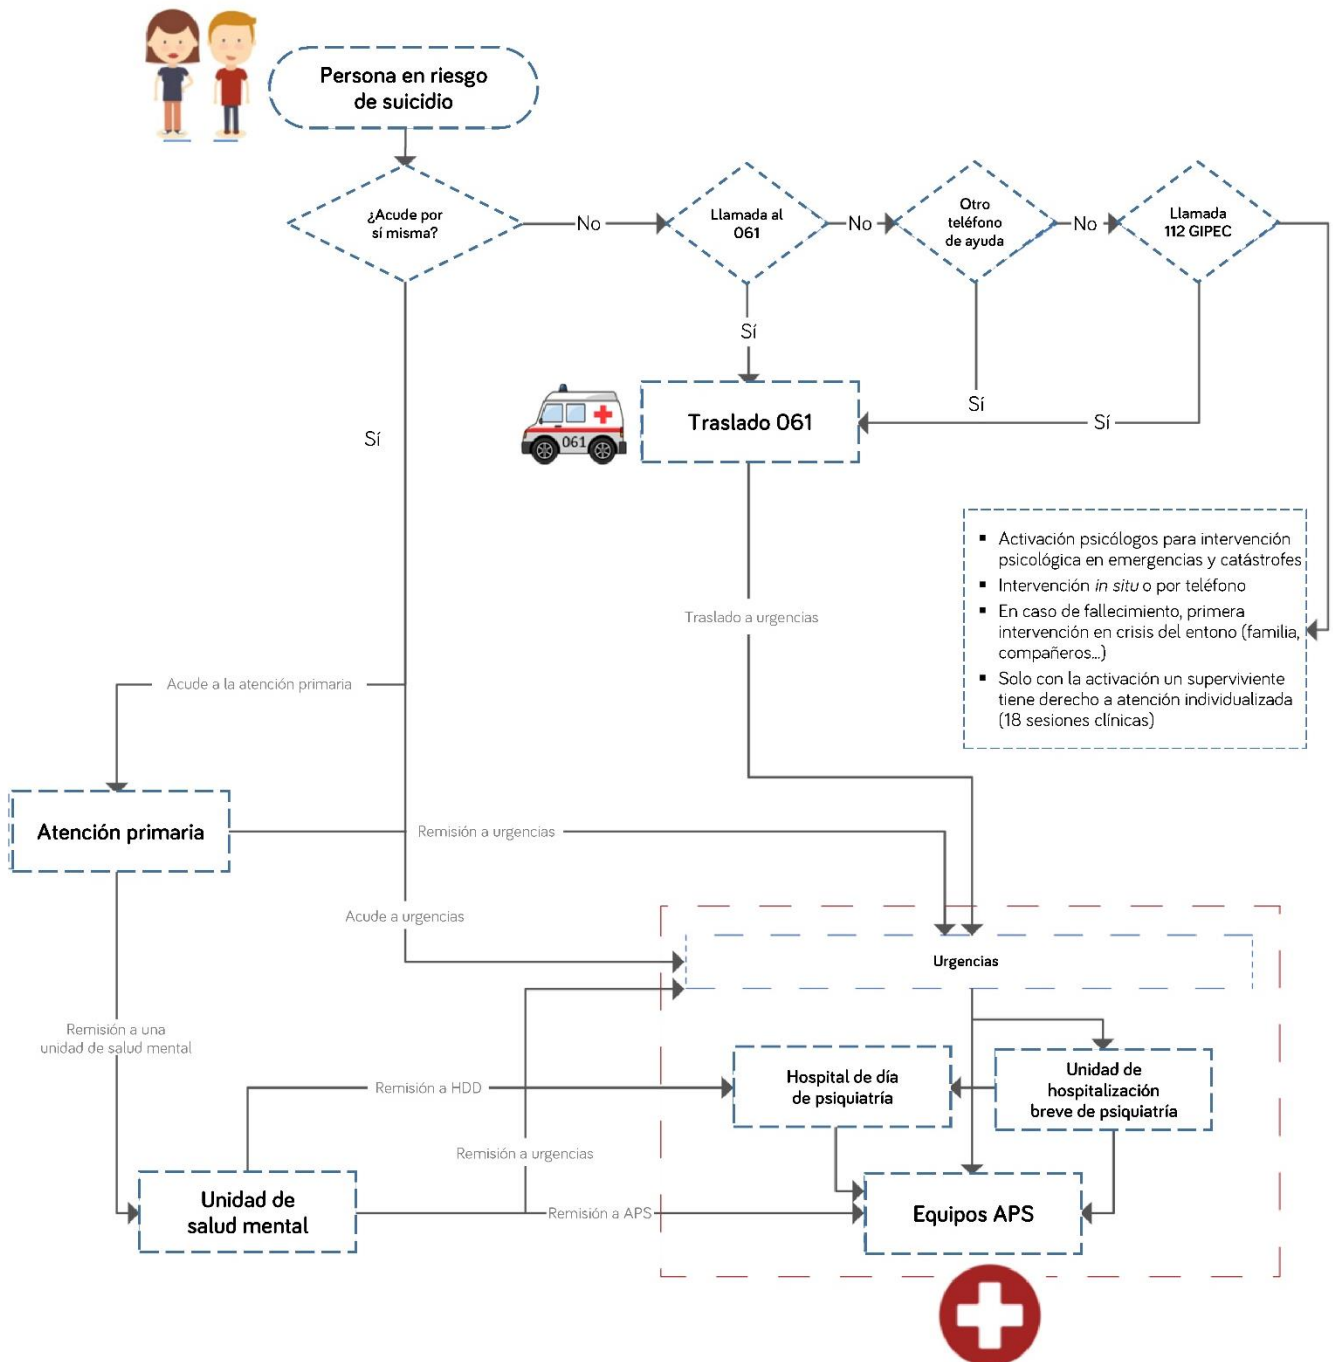 Persona en riesgo
de suicidio
¿Acude por
sí misma?
No
Llamada al
061
No
Otro
teléfono
de ayuda
No
Llamada
112 GIPEC
Sí
Sí
Sí
Sí
Traslado 061
061
▪ Activación psicólogos para intervención
psicológica en emergencias y catástrofes
▪ Intervención in situ o por teléfono
▪ En caso de fallecimiento, primera
intervención en crisis del entono (familia,
compañeros...)
▪ Solo con la activación un superviviente
tiene derecho a atención individualizada
(18 sesiones clínicas)
Traslado a urgencias
Acude a la atención primaria
Atención primaria
Remisión a urgencias
Acude a urgencias
Urgencias
Remisión a una
unidad de salud mental
Remisión a HDD
Hospital de día
de psiquiatría
Unidad de
hospitalización
breve de psiquiatría
Remisión a urgencias
Unidad de
salud mental
Remisión a APS
Equipos APS